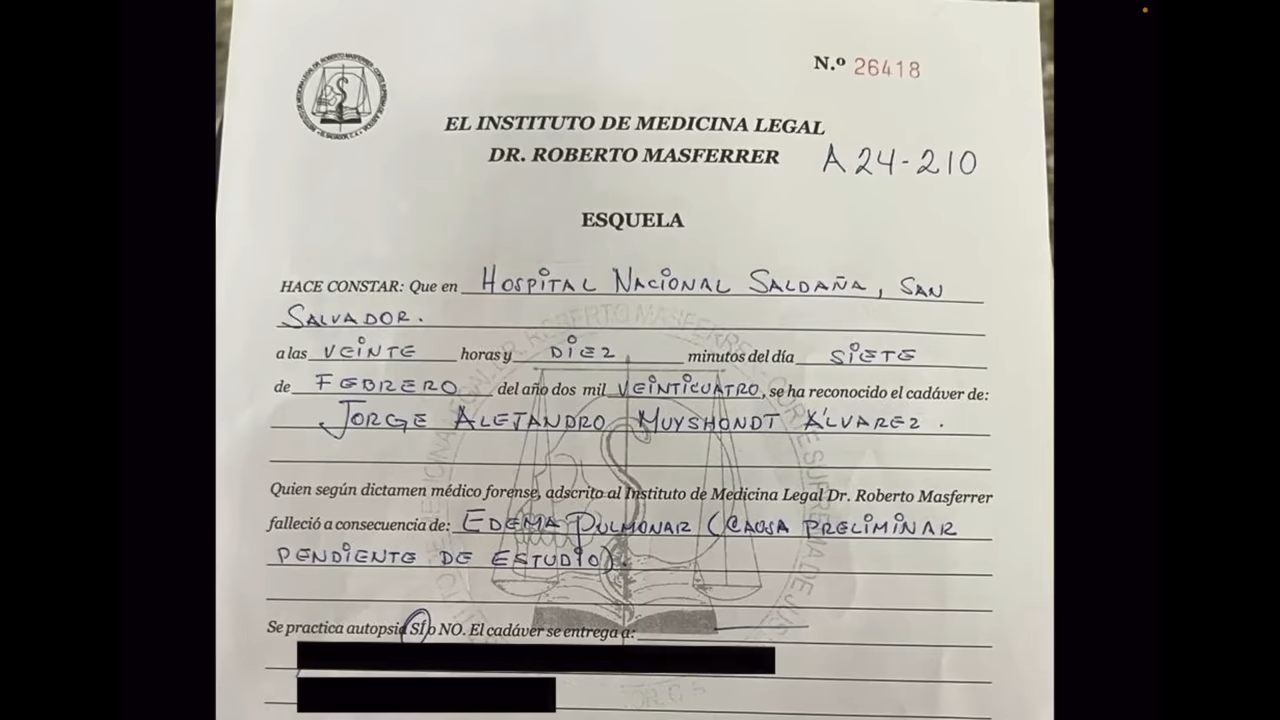 N.º 26418
EL INSTITUTO DE MEDICINA LEGAL
DR. ROBERTO MASFERRER
A 24-210
ESQUELA
HACE CONSTAR: Que en HOSPITAL NACIONAL SALDAÑA, SAN
SALVADOR.
a las VEINTE horas y DIEZ minutos del día SIETE
de FEBRERO del año dos mil VEINTICUATRO, se ha reconocido el cadáver de:
JORGE ALEJANDRO MUYSHONDT ÁLVAREZ.
Quien según dictamen médico forense, adscrito al Instituto de Medicina Legal Dr. Roberto Masferrer
falleció a consecuencia de: EDEMA PULMONAR (CAUSA PRELIMINAR
PENDIENTE DE ESTUDIO).
Se practica autopsia SÍ o NO. El cadáver se entrega a: